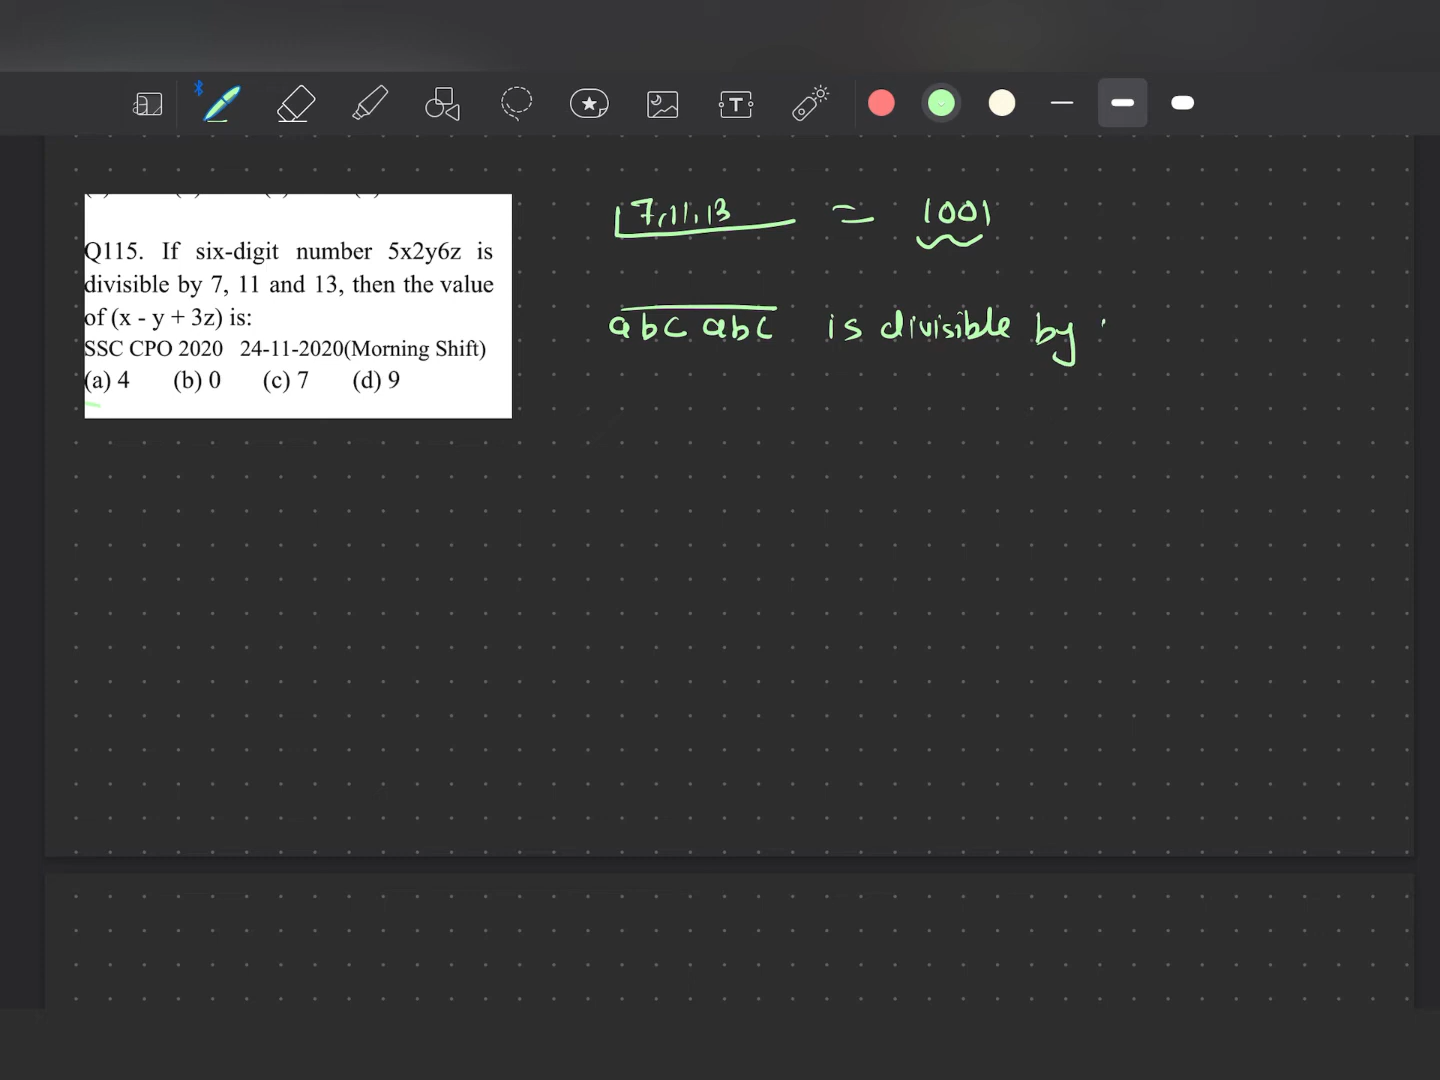 Q115. If six-digit number 5x2y6z is
divisible by 7, 11 and 13, then the value
of (x - y + 3z) is:
SSC CPO 2020 24-11-2020(Morning Shift)
(a) 4 (b) 0 (c) 7 (d) 9
7,11,13 = 1001
abc abc is divisible by